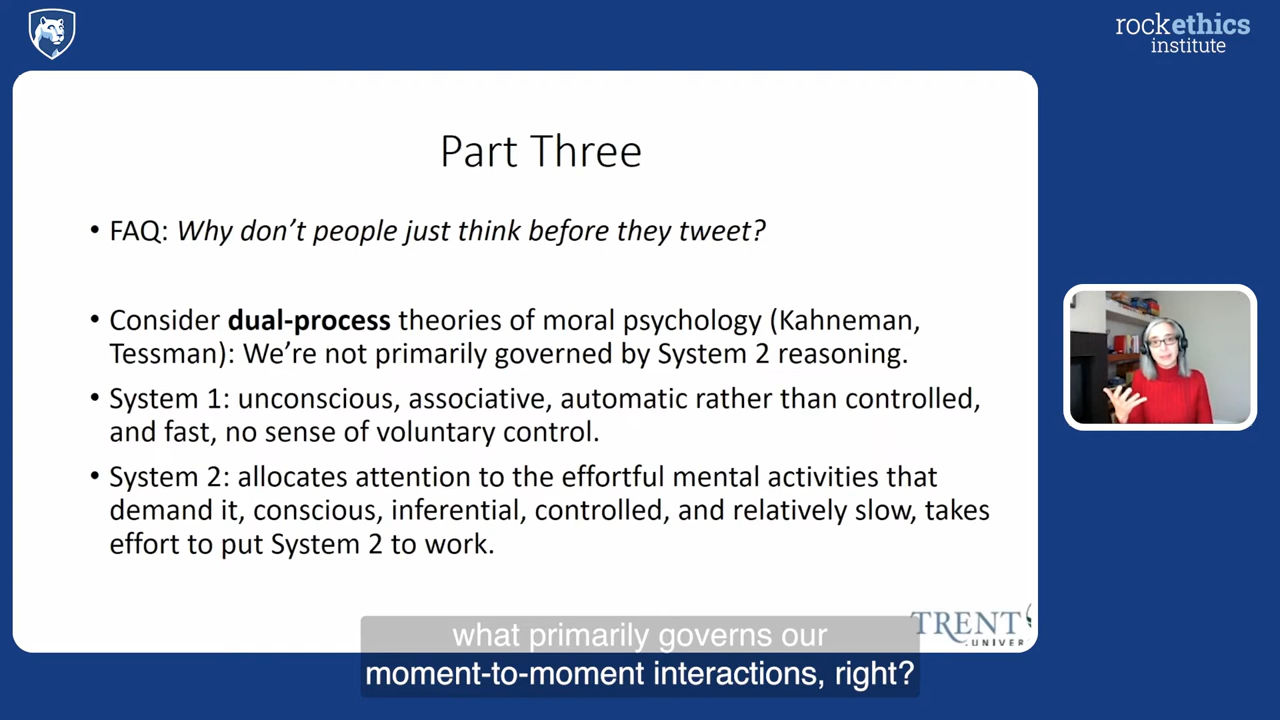 rockethics
institute
Part Three
• FAQ: Why don't people just think before they tweet?
• Consider dual-process theories of moral psychology (Kahneman,
Tessman): We're not primarily governed by System 2 reasoning.
• System 1: unconscious, associative, automatic rather than controlled,
and fast, no sense of voluntary control.
• System 2: allocates attention to the effortful mental activities that
demand it, conscious, inferential, controlled, and relatively slow, takes
effort to put System 2 to work.
TRENT
UNIVER
what primarily governs our
moment-to-moment interactions, right?